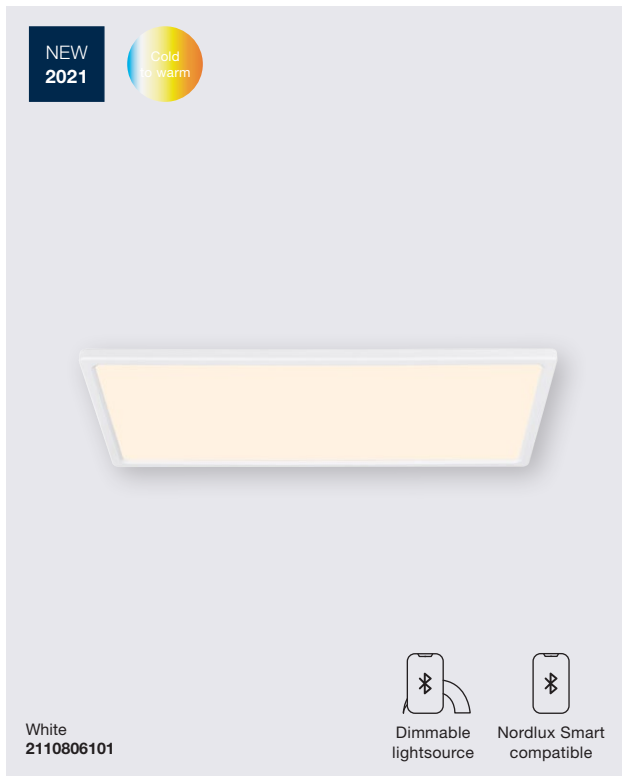 NEW
2021
Cold
to warm
White
2110806101
Dimmable
lightsource
Nordlux Smart
compatible